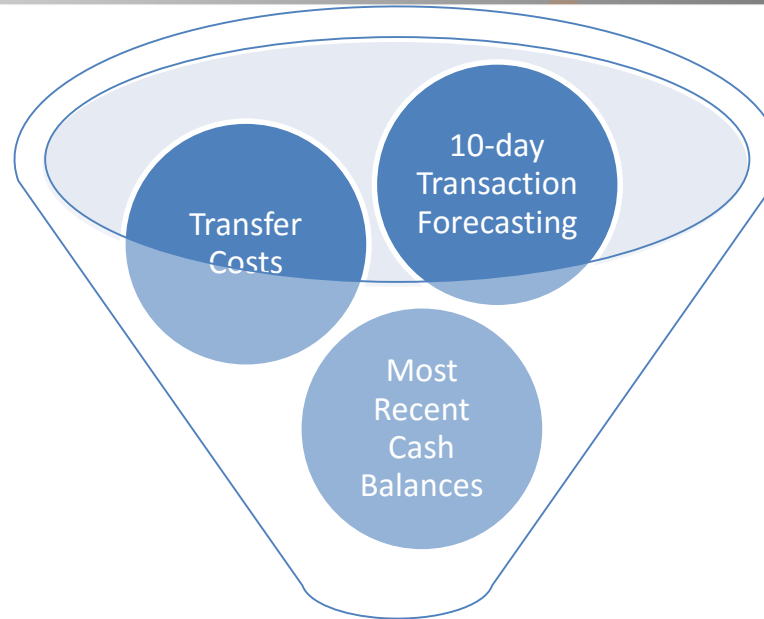 10-day
Transaction
Forecasting
Transfer
Costs
Most
Recent
Cash
Balances